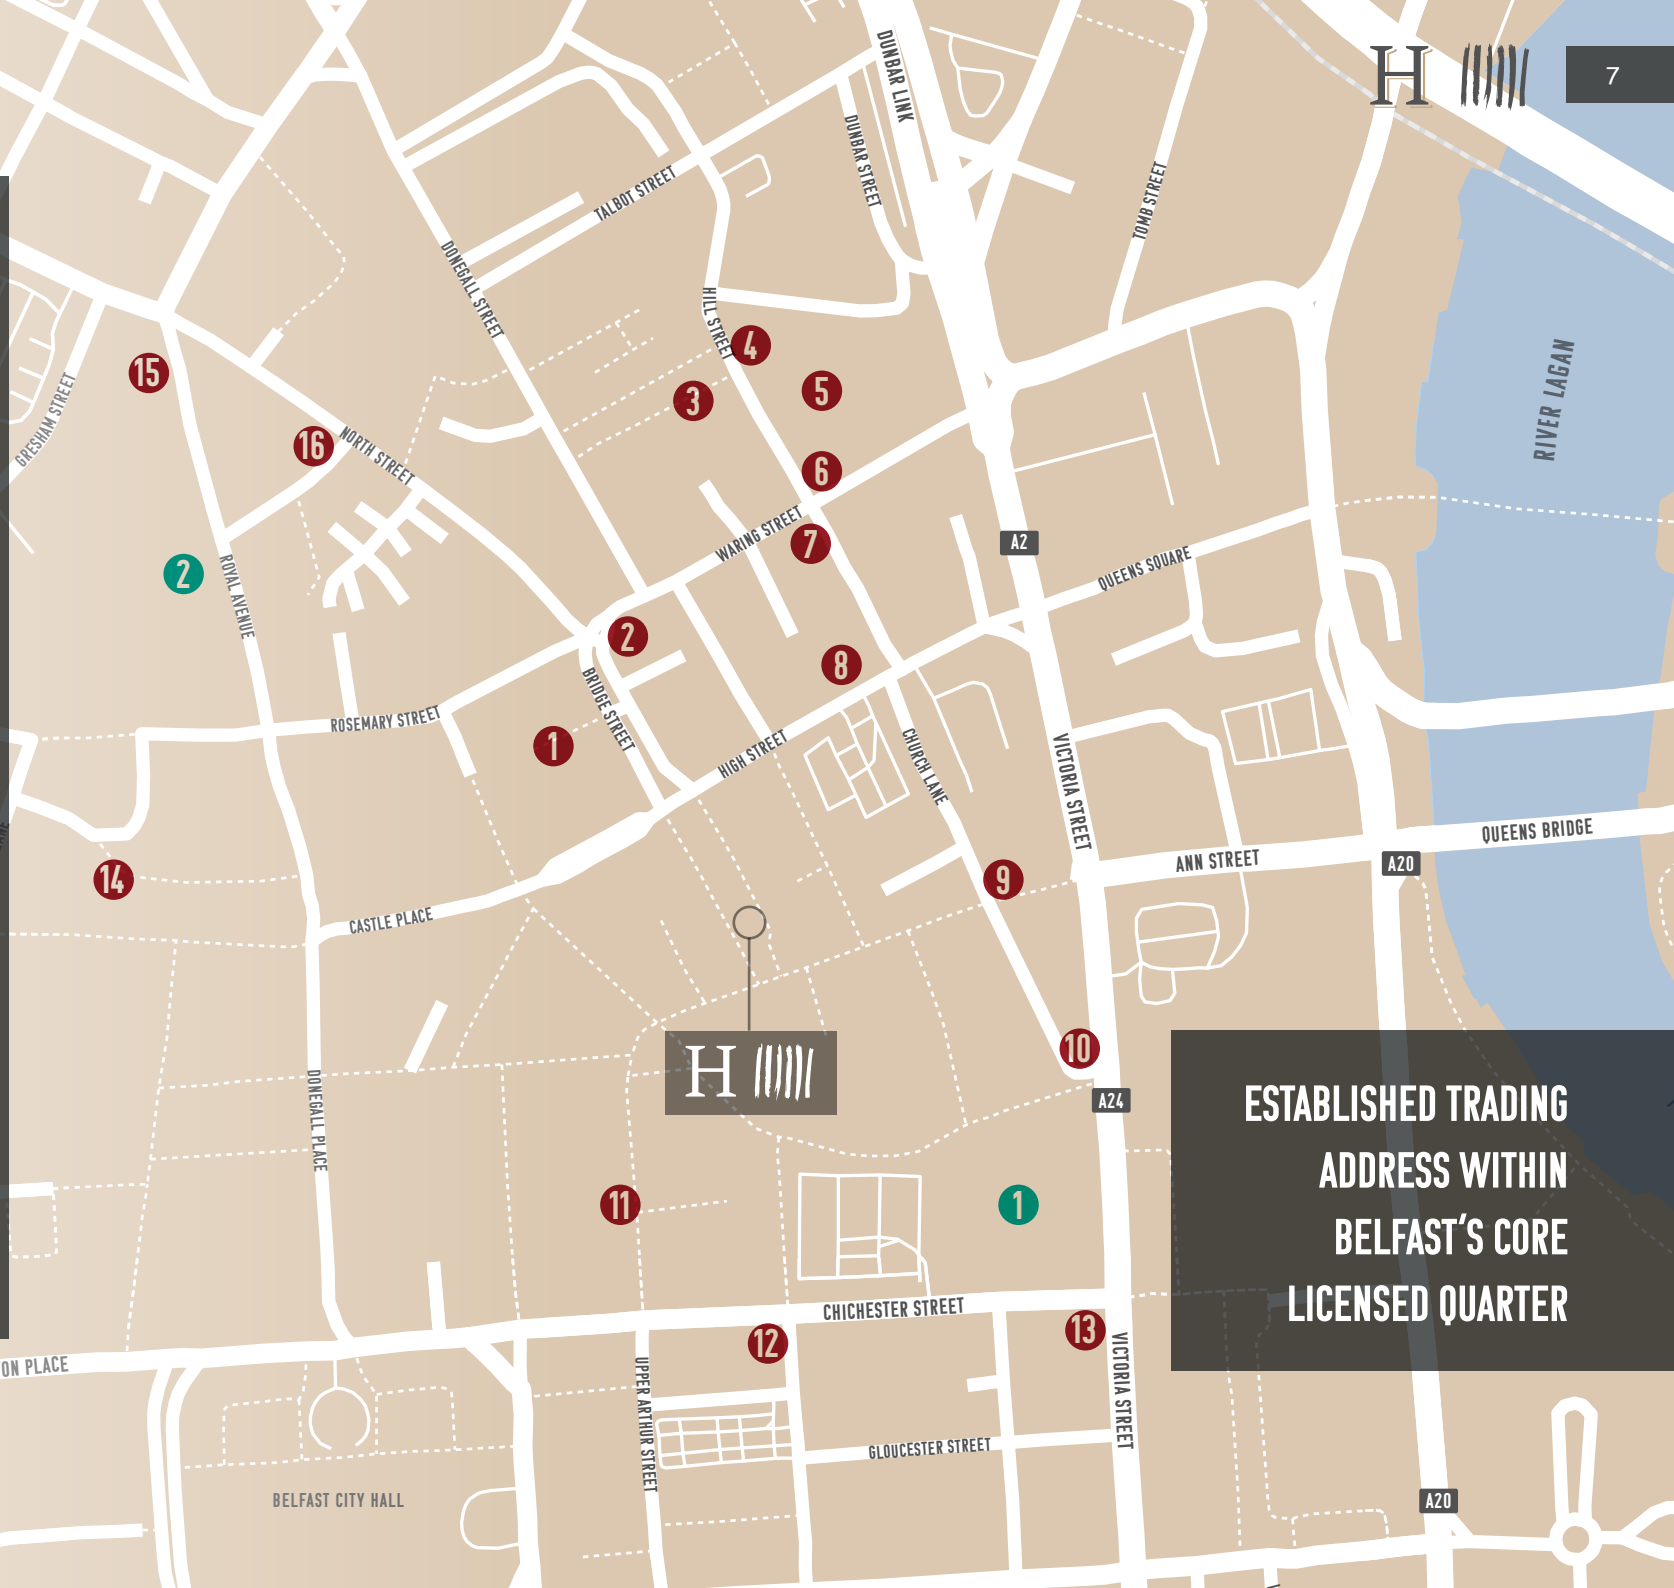 DUNBAR LINK
H
7
DUNBAR STREET
TALBOT STREET
TOMB STREET
DONEGALL STREET
HILL STREET
4
15
3
5
GRESHAM STREET
RIVER LAGAN
16
NORTH STREET
6
WARING STREET
7
A2
QUEENS SQUARE
2
ROYAL AVENUE
2
8
BRIDGE STREET
ROSEMARY STREET
1
HIGH STREET
CHURCH LANE
VICTORIA STREET
QUEENS BRIDGE
ANN STREET
A20
14
9
CASTLE PLACE
10
H
A24
DONEGALL PLACE
ESTABLISHED TRADING
ADDRESS WITHIN
BELFAST'S CORE
LICENSED QUARTER
11
1
CHICHESTER STREET
12
13
ON PLACE
UPPER ARTHUR STREET
VICTORIA STREET
GLOUCESTER STREET
BELFAST CITY HALL
A20